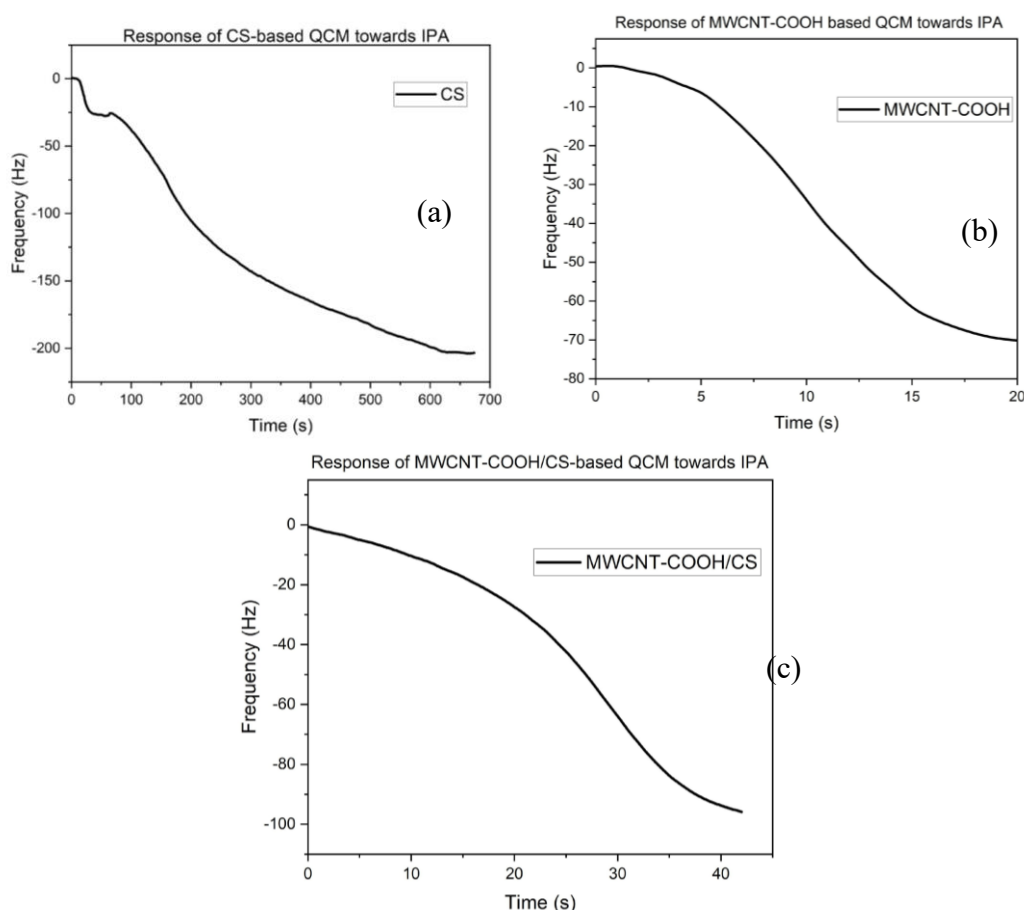 Response of CS-based QCM towards IPA
0
-50
-100
-150
-200
Frequency (Hz)
CS
(a)
0
100
200
300
400
500
600
700
Time (s)
Response of MWCNT-COOH based QCM towards IPA
0
-10
-20
-30
-40
-50
-60
-70
-80
Frequency (Hz)
MWCNT-COOH
(b)
0
5
10
15
20
Time (s)
Response of MWCNT-COOH/CS-based QCM towards IPA
0
-20
-40
-60
-80
-100
Frequency (Hz)
MWCNT-COOH/CS
(c)
0
10
20
30
40
Time (s)